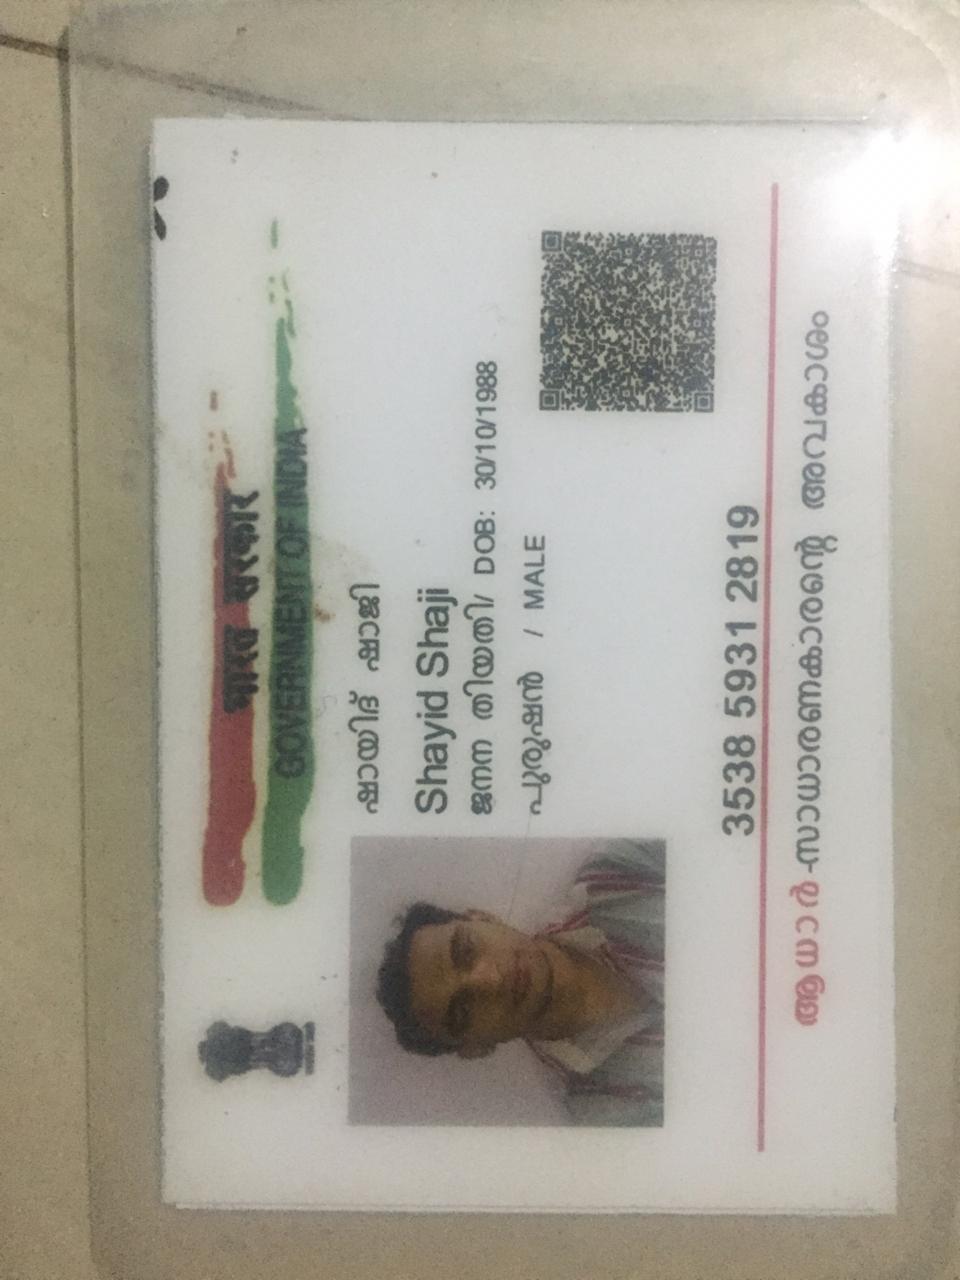 भारत सरकार
GOVERNMENT OF INDIA
ഷായിദ് ഷാജി
Shayid Shaji
ജനന തിയതി/ DOB: 30/10/1988
പുരുഷൻ / MALE
3538 5931 2819
ആധാർ-സാധാരണക്കാരന്റെ അവകാശം